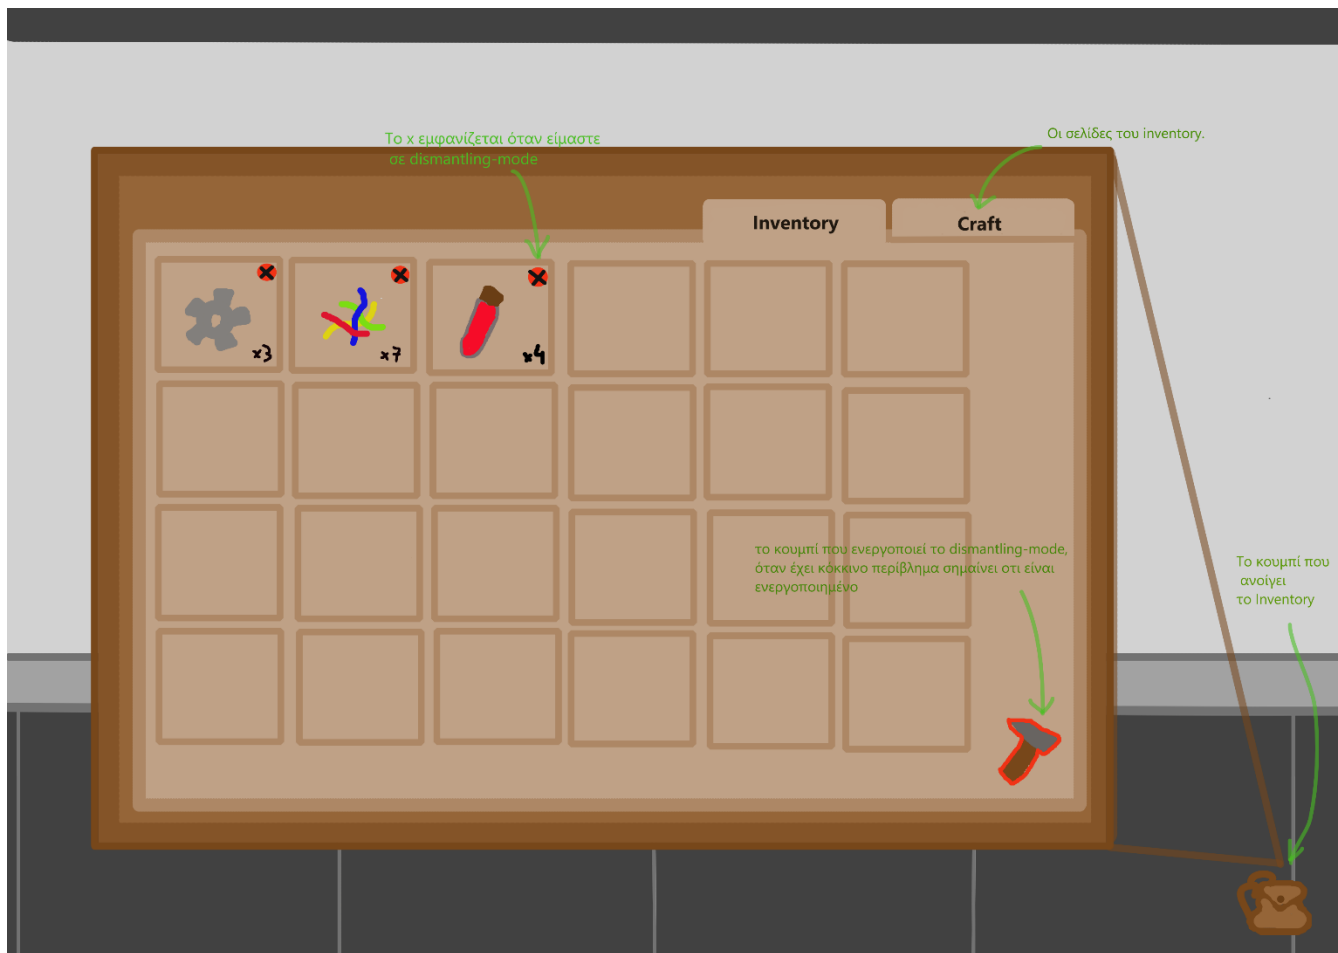 Το x εμφανίζεται όταν είμαστε
σε dismantling-mode
Οι σελίδες του inventory.
Inventory
Craft
x3
x7
x4
το κουμπί που ενεργοποιεί το dismantling-mode,
όταν έχει κόκκινο περίβλημα σημαίνει οτι είναι
ενεργοποιημένο
Το κουμπί που
ανοίγει
το Inventory